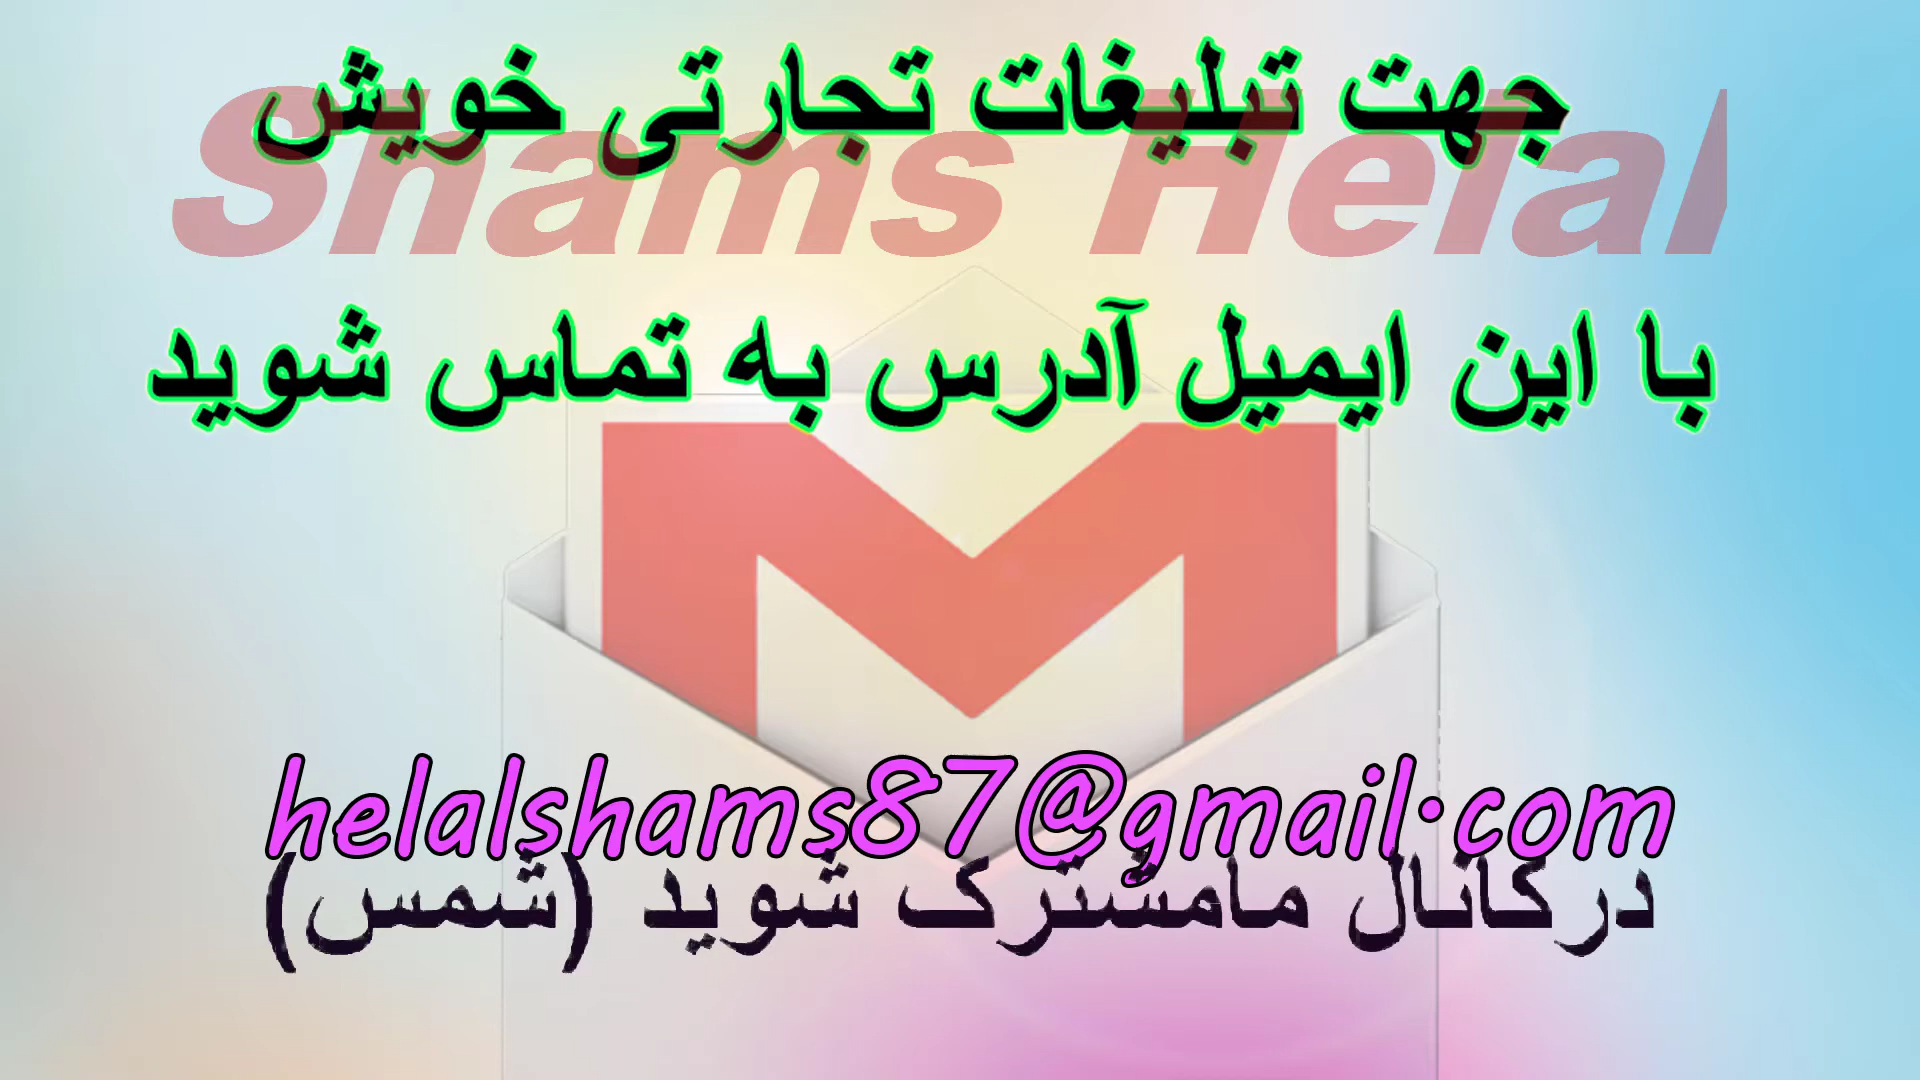 جهت تبلیغات تجارتی خویش
Shams Helal
با این ایمیل آدرس به تماس شوید
helalshams87@gmail.com
درکانال مامشترک شوید (شمس)